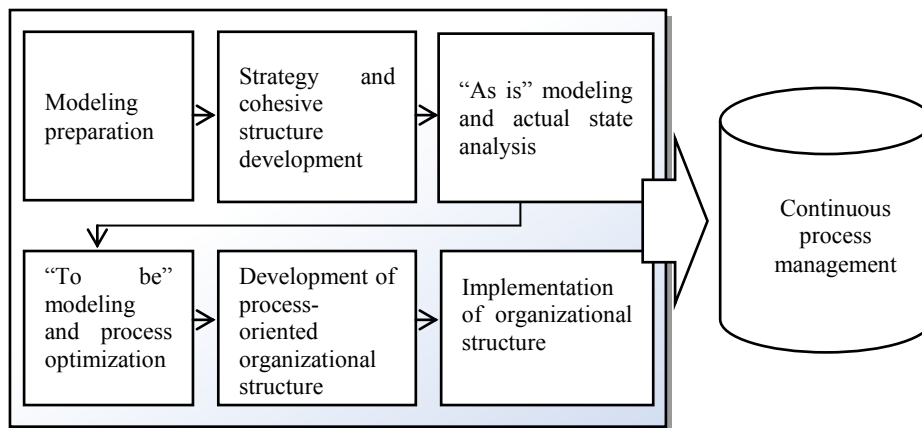 Modeling
preparation
Strategy and
cohesive
structure
development
“As is” modeling
and actual state
analysis
“To be”
modeling
and process
optimization
Development of
process-
oriented
organizational
structure
Implementation
of organizational
structure
Continuous
process
management